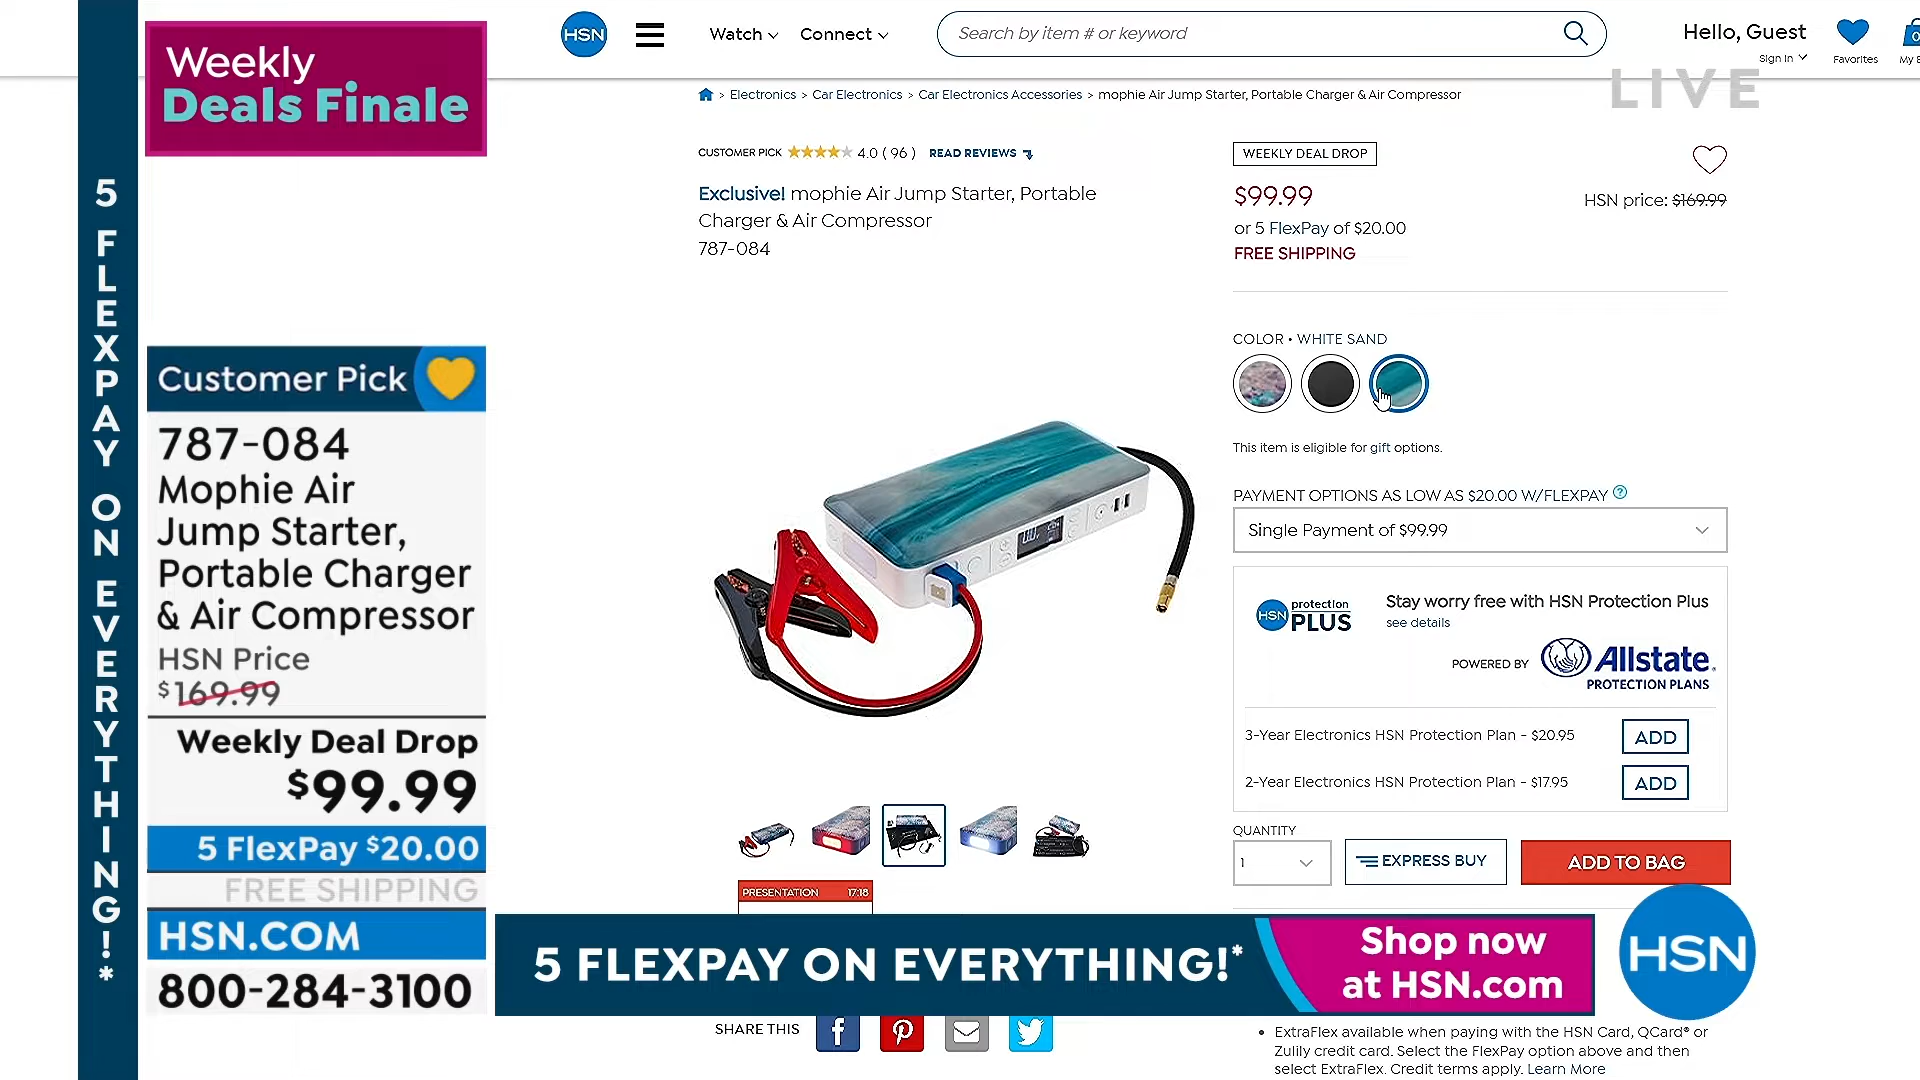 Weekly
Deals Finale
5 FLEXPAY ON EVERYTHING!*
Customer Pick
787-084
Mophie Air
Jump Starter,
Portable Charger
& Air Compressor
HSN Price
$169.99
Weekly Deal Drop
$99.99
5 FlexPay $20.00
FREE SHIPPING
HSN.COM
800-284-3100
HSN
Watch
Connect
Search by item # or keyword
Hello, Guest
Sign In
Favorites
0
LIVE
> Electronics > Car Electronics > Car Electronics Accessories > mophie Air Jump Starter, Portable Charger & Air Compressor
CUSTOMER PICK 4.0 ( 96 ) READ REVIEWS
Exclusive! mophie Air Jump Starter, Portable
Charger & Air Compressor
787-084
WEEKLY DEAL DROP
$99.99
HSN price: $169.99
or 5 FlexPay of $20.00
FREE SHIPPING
COLOR • WHITE SAND
This item is eligible for gift options.
PAYMENT OPTIONS AS LOW AS $20.00 W/FLEXPAY ?
Single Payment of $99.99
HSN protection PLUS
Stay worry free with HSN Protection Plus
see details
POWERED BY Allstate
PROTECTION PLANS
3-Year Electronics HSN Protection Plan - $20.95 ADD
2-Year Electronics HSN Protection Plan - $17.95 ADD
QUANTITY
1
EXPRESS BUY
ADD TO BAG
PRESENTATION 17:18
5 FLEXPAY ON EVERYTHING!*
Shop now
at HSN.com
HSN
SHARE THIS
• ExtraFlex available when paying with the HSN Card, QCard® or
Zulily credit card. Select the FlexPay option above and then
select ExtraFlex. Credit terms apply. Learn More